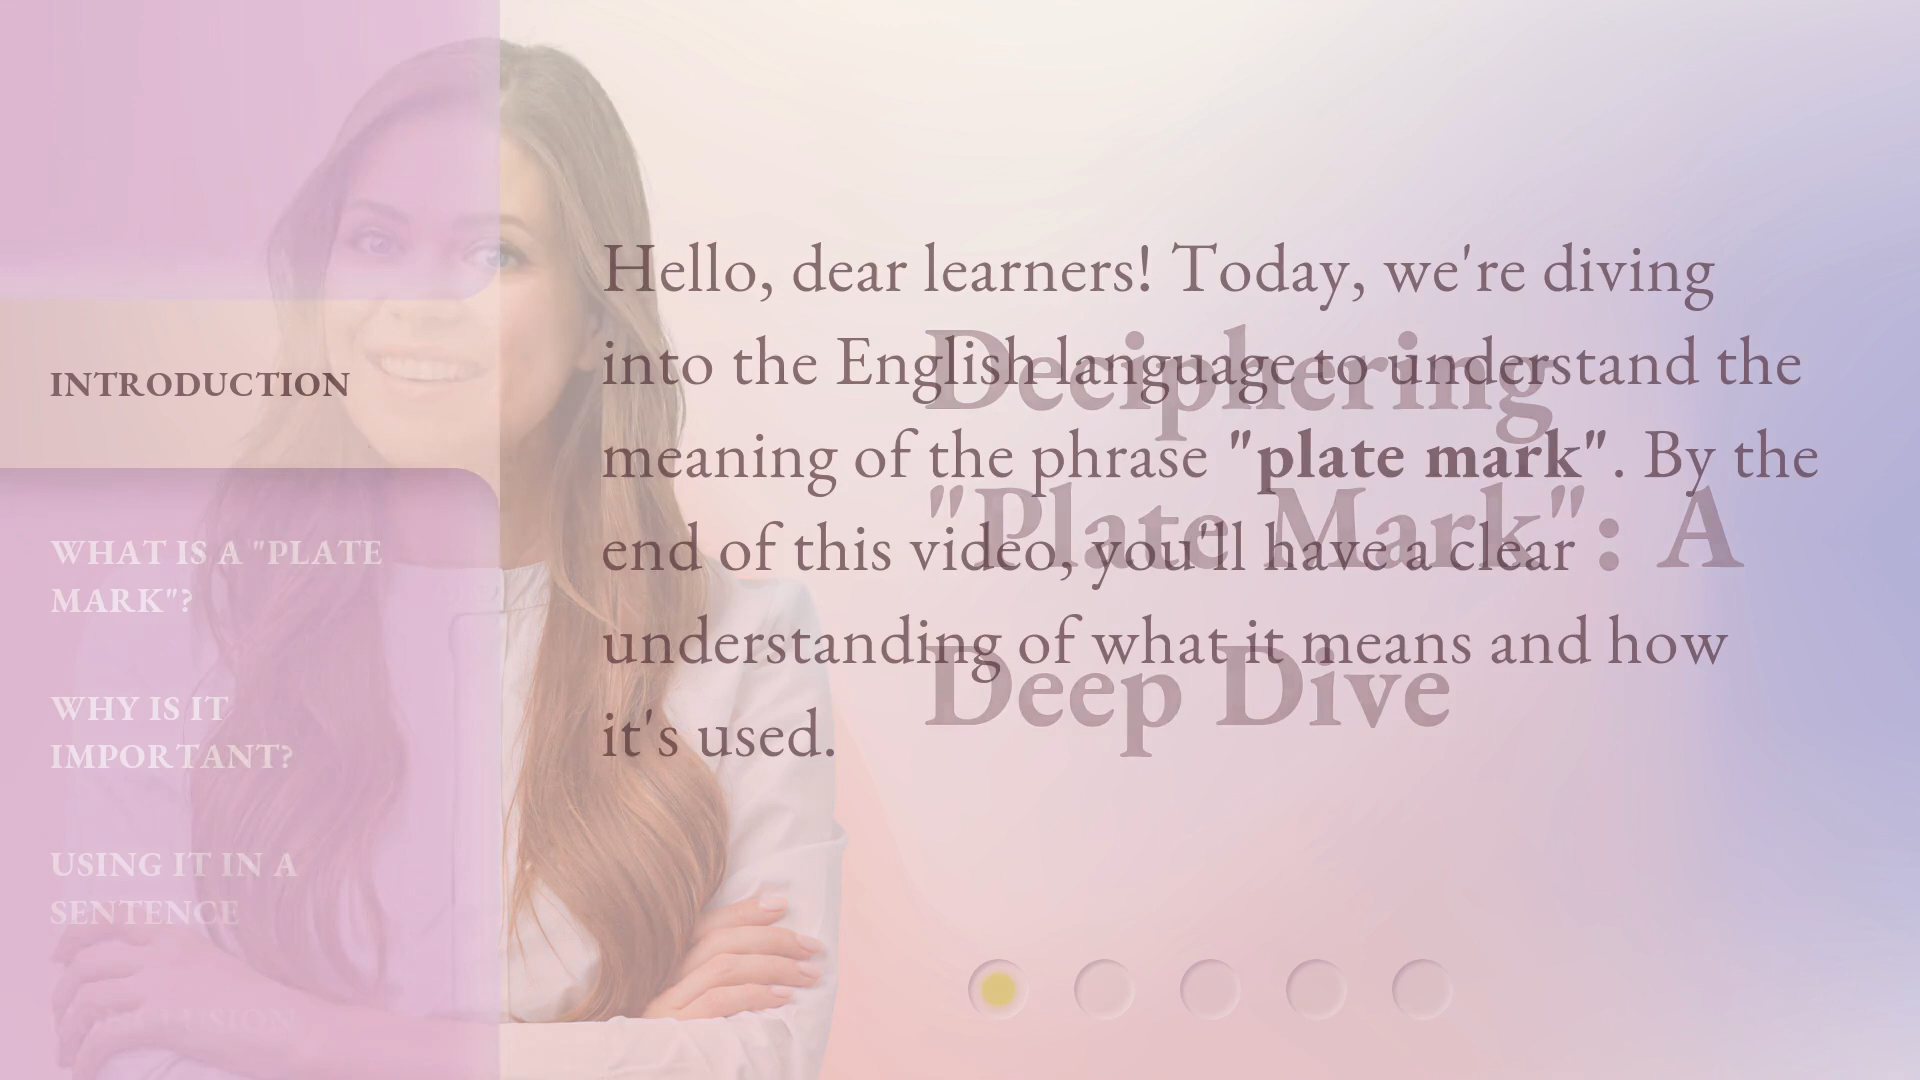 INTRODUCTION
WHAT IS A "PLATE
MARK"?
WHY IS IT
IMPORTANT?
USING IT IN A
SENTENCE
CONCLUSION
Hello, dear learners! Today, we're diving
into the English language to understand the
meaning of the phrase "plate mark". By the
end of this video, you'll have a clear
understanding of what it means and how
it's used.
Deciphering
"Plate Mark": A
Deep Dive